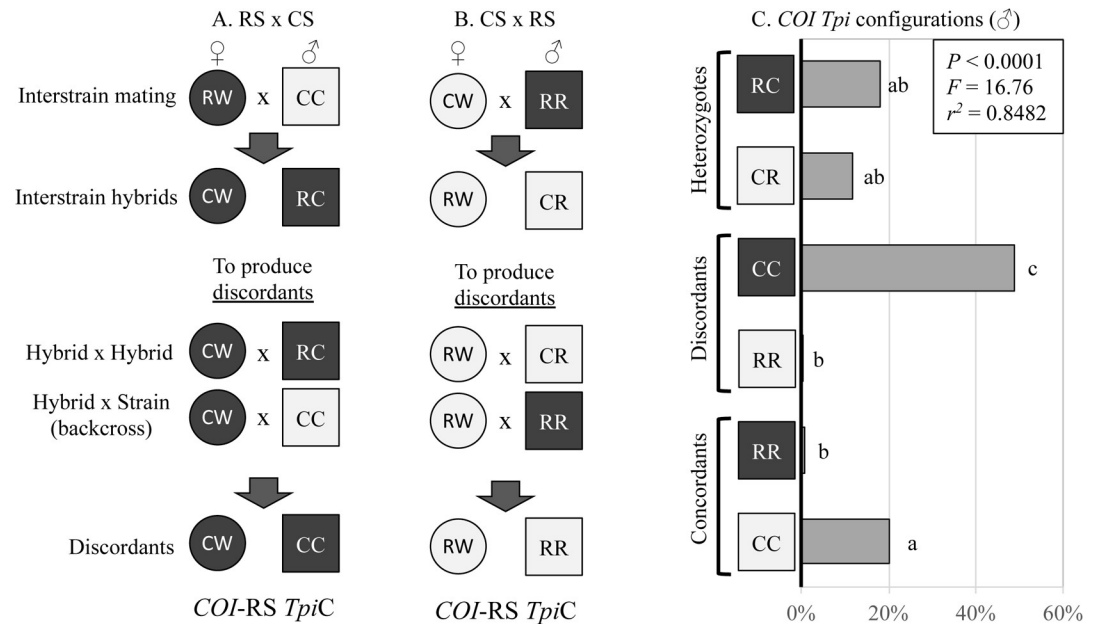 A. RS x CS
♀ ♂
Interstrain mating RW x CC
Interstrain hybrids CW RC
To produce
discordants
Hybrid x Hybrid CW x RC
Hybrid x Strain
(backcross) CW x CC
Discordants CW CC
COI-RS TpiC
B. CS x RS
♀ ♂
CW x RR
RW CR
To produce
discordants
RW x CR
RW x RR
RW RR
COI-RS TpiC
C. COI Tpi configurations (♂)
P < 0.0001
F = 16.76
r² = 0.8482
Heterozygotes
RC ab
CR ab
Discordants
CC c
RR b
Concordants
RR b
CC a
0% 20% 40% 60%